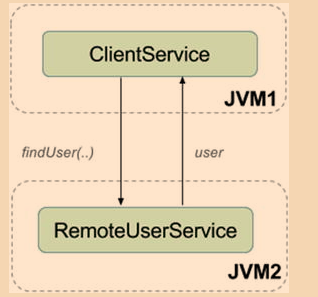 ClientService
JVM1
findUser(..)
user
RemoteUserService
JVM2